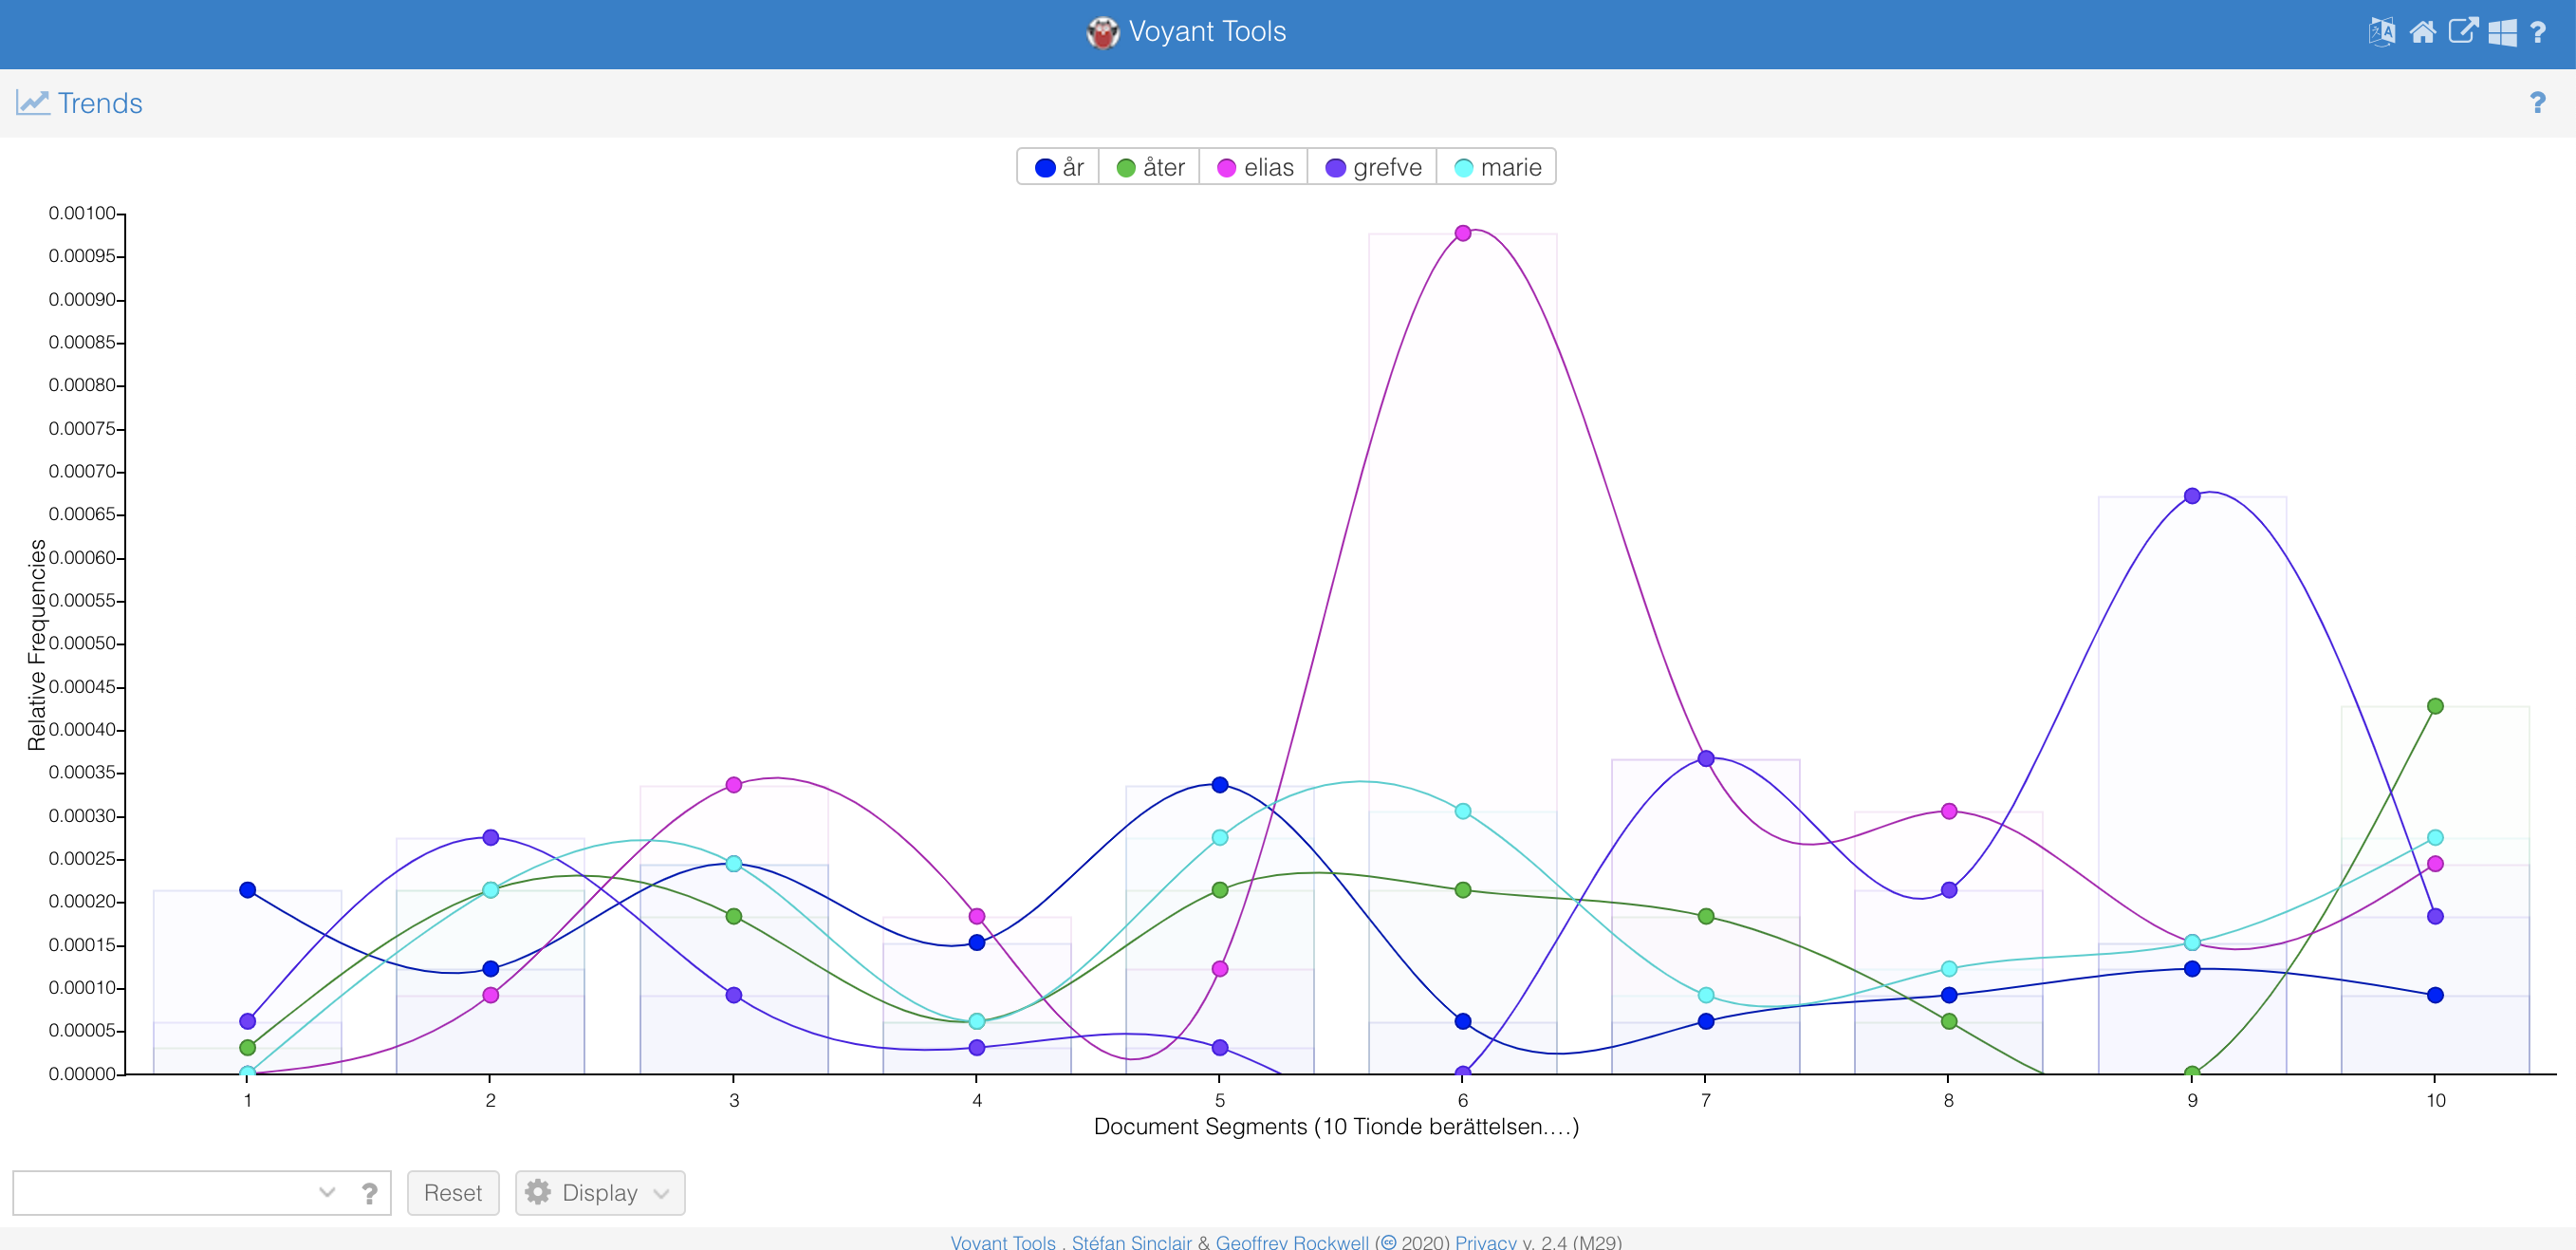 Voyant Tools
?
Trends
?
år åter elias grefve marie
0.00100
0.00095
0.00090
0.00085
0.00080
0.00075
0.00070
0.00065
0.00060
0.00055
0.00050
0.00045
0.00040
0.00035
0.00030
0.00025
0.00020
0.00015
0.00010
0.00005
0.00000
Relative Frequencies
1 2 3 4 5 6 7 8 9 10
Document Segments (10 Tionde berättelsen....)
? Reset Display
Voyant Tools , Stéfan Sinclair & Geoffrey Rockwell (cc 2020) Privacy v. 2.4 (M29)